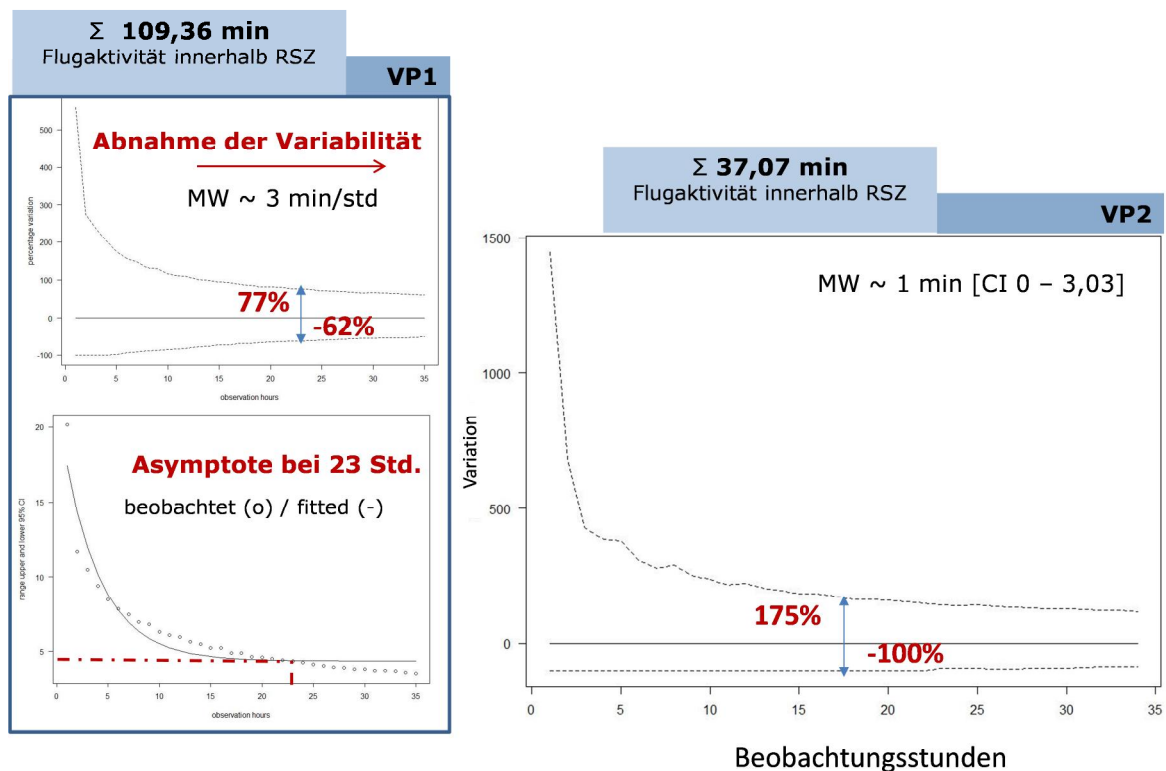 Σ 109,36 min
Flugaktivität innerhalb RSZ
VP1
500
400
300
200
100
0
-100
percentage variation
Abnahme der Variabilität
MW ~ 3 min/std
77%
-62%
0 5 10 15 20 25 30 35
observation hours
20
15
10
5
range upper and lower 95% CI
Asymptote bei 23 Std.
beobachtet (o) / fitted (-)
0 5 10 15 20 25 30 35
observation hours
Σ 37,07 min
Flugaktivität innerhalb RSZ
VP2
1500
1000
500
0
Variation
MW ~ 1 min [CI 0 – 3,03]
175%
-100%
0 5 10 15 20 25 30 35
Beobachtungsstunden